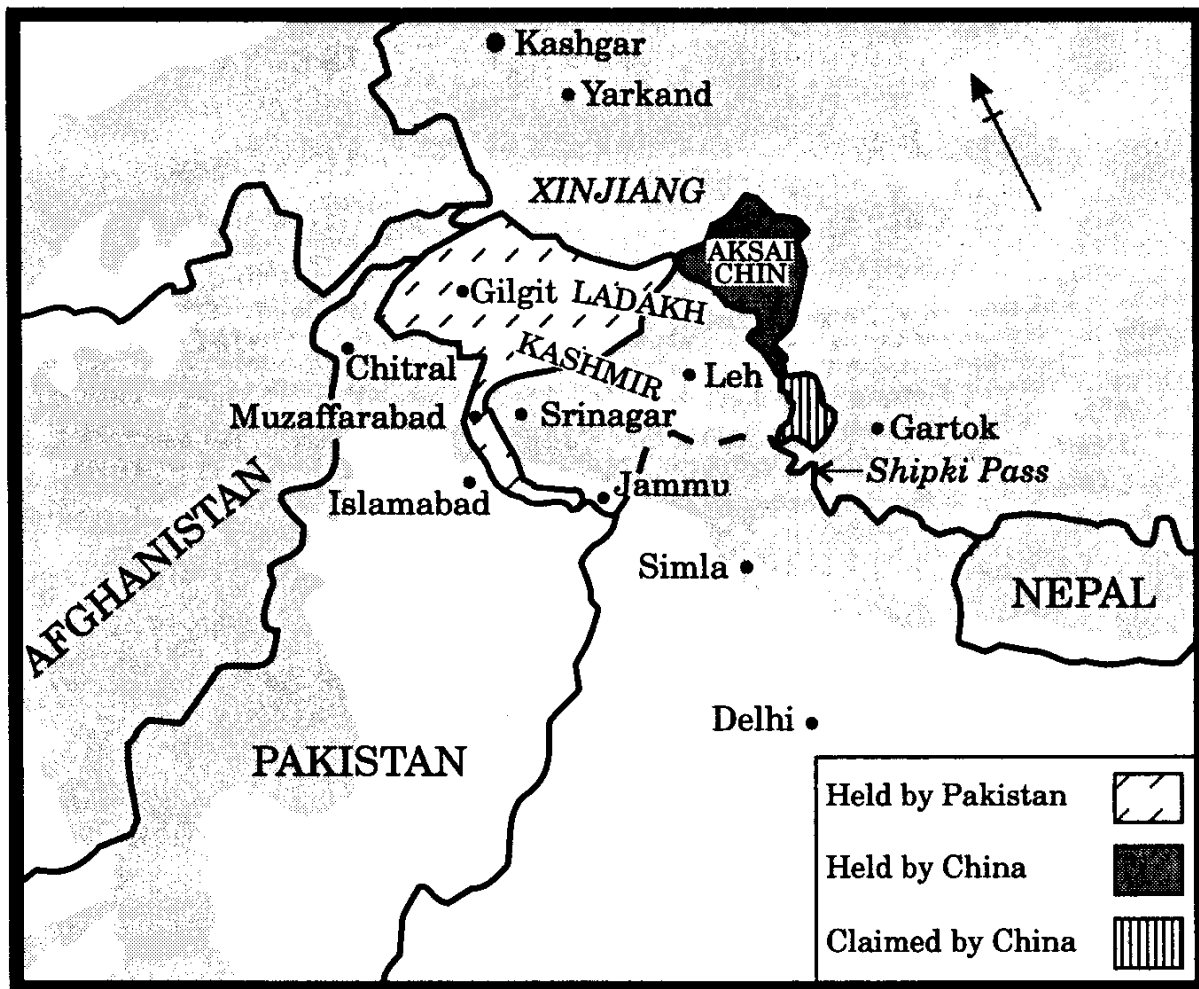 Kashgar
Yarkand
XINJIANG
AKSAI
CHIN
Gilgit
LADAKH
KASHMIR
Chitral
Leh
Muzaffarabad
Srinagar
Gartok
Shipki Pass
Islamabad
Jammu
Simla
NEPAL
AFGHANISTAN
Delhi
PAKISTAN
Held by Pakistan
Held by China
Claimed by China